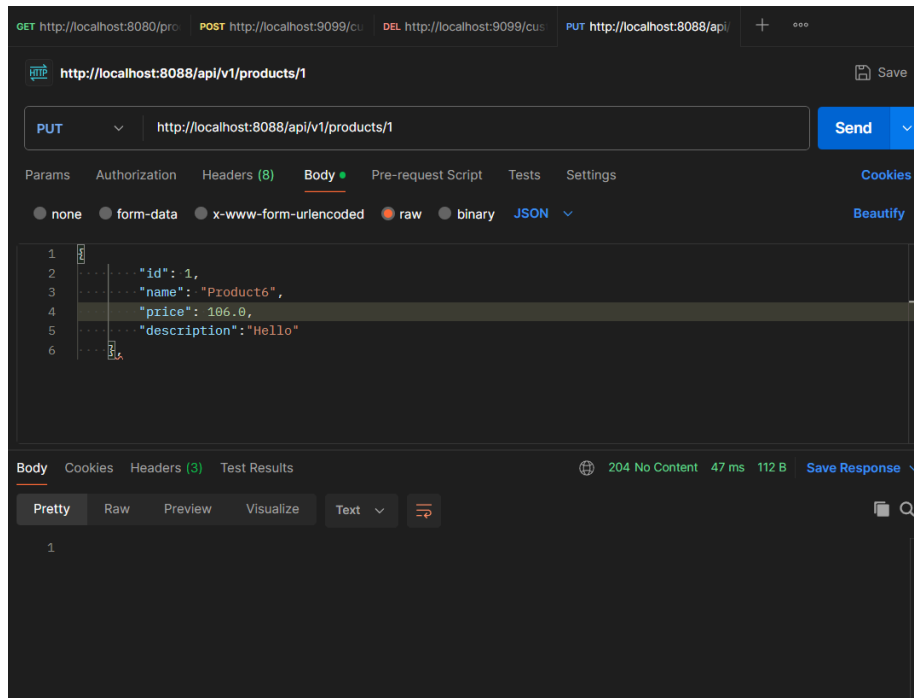 GET http://localhost:8080/pro POST http://localhost:9099/cu DEL http://localhost:9099/cus PUT http://localhost:8088/api/
HTTP http://localhost:8088/api/v1/products/1 Save
PUT http://localhost:8088/api/v1/products/1 Send
Params Authorization Headers (8) Body Pre-request Script Tests Settings Cookies
none form-data x-www-form-urlencoded raw binary JSON Beautify
1 {
2 "id": 1,
3 "name": "Product6",
4 "price": 106.0,
5 "description":"Hello"
6 },
Body Cookies Headers (3) Test Results 204 No Content 47 ms 112 B Save Response
Pretty Raw Preview Visualize Text
1